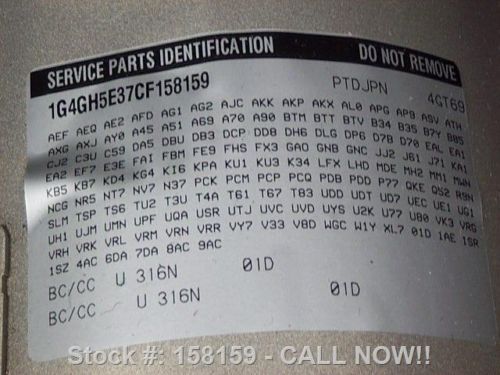 SERVICE PARTS IDENTIFICATION DO NOT REMOVE
1G4GH5E37CF158159 PTDJPN 4GT69
AEF AEQ AE2 AFD AG1 AG2 AJC AKK AKP AKX AL0 APG AP9 ASV ATH
AXG AXJ AY0 A45 A51 A69 A70 A90 BTM BTT BTV B34 B35 B7Y B85
CJ2 C3U C59 DA5 DBU DB3 DCP DD8 DH6 DLG DP6 D7B D70 EAL EA1
EA2 EF7 E3E FAI FBM FE9 FHS FX3 GAO GNB GNC JJ2 J61 J71 KA1
KB5 KB7 KD4 KG4 KI6 KPA KU1 KU3 K34 LFX LHD MDE MH2 MM1 MWN
NCG NR5 NT7 NV7 N37 PCK PCM PCP PCQ PDB PDD P77 QKE QS2 R9N
SLM TSP TS6 TU2 T3U T4A T61 T67 T83 UDD UDT UD7 UEC UE1 UG1
UH1 UJM UMN UPF UQA USR UTJ UVC UVD UYS U2K U77 U80 VK3 VRG
VRH VRK VRL VRM VRN VRR VY7 V33 V8D WGC W1Y XL7 01D 1AE 1SR
1SZ 4AC 6DA 7DA 8AC 9AC
BC/CC U 316N 01D
BC/CC U 316N 01D
Stock #: 158159 - CALL NOW!!